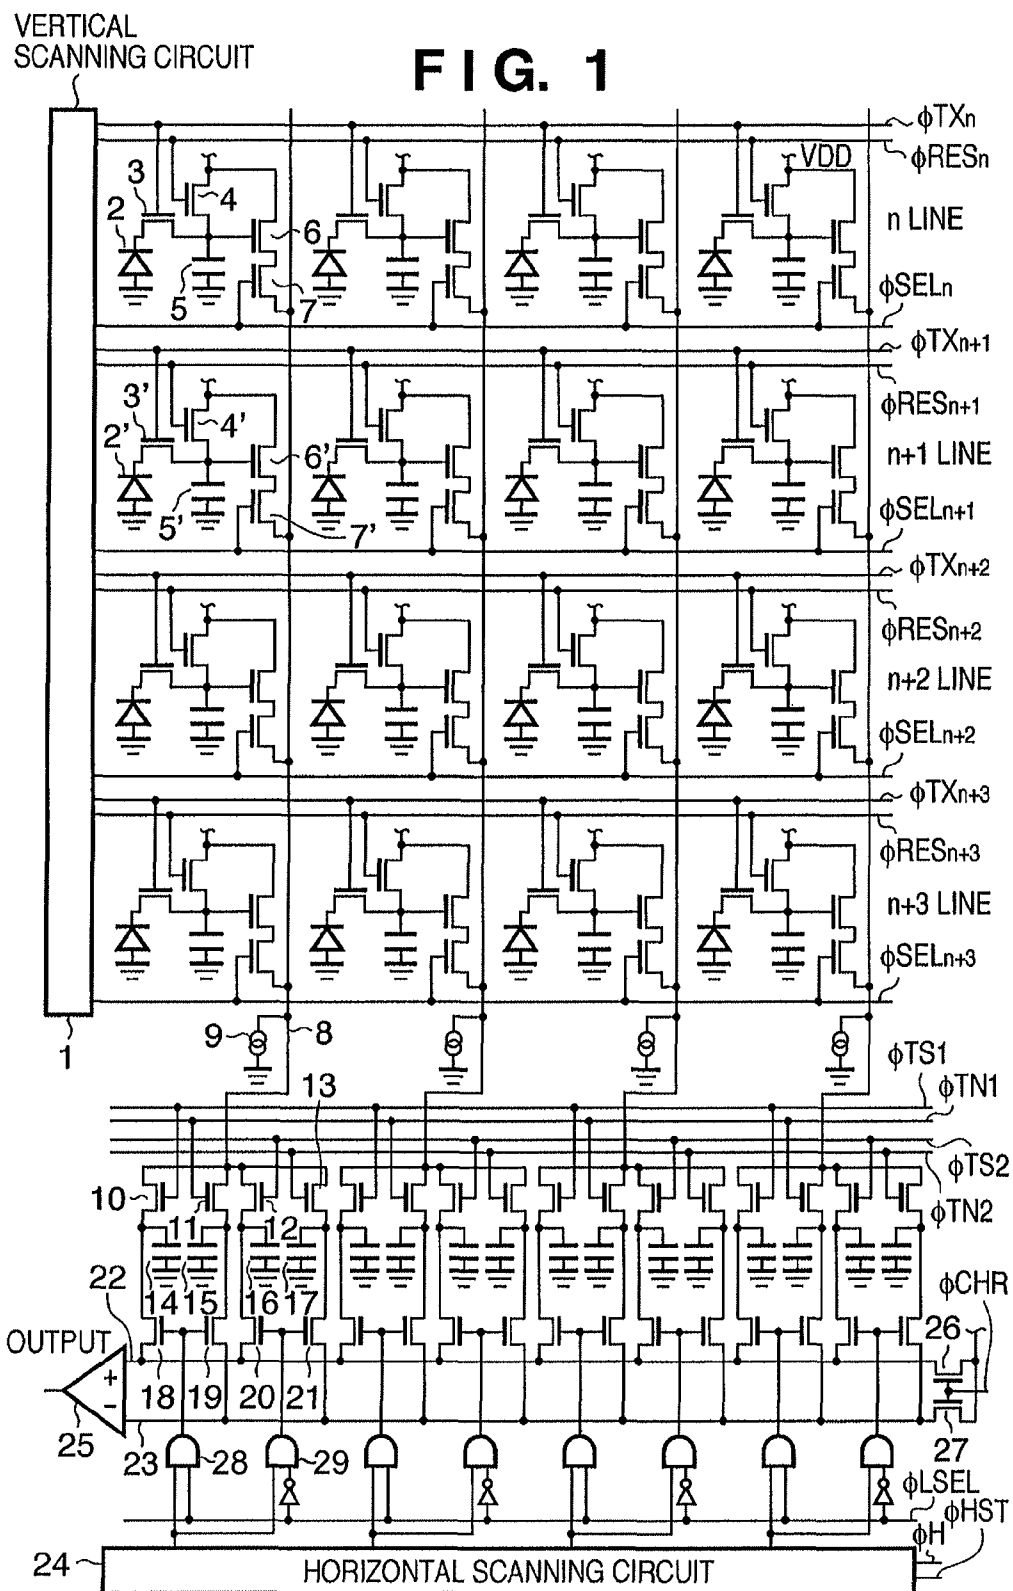 VERTICAL
SCANNING CIRCUIT
FIG. 1
ϕTXn
ϕRESn
VDD
3
4
2
6
n LINE
5
7
ϕSELn
ϕTXn+1
ϕRESn+1
3'
4'
2'
6'
n+1 LINE
5'
7'
ϕSELn+1
ϕTXn+2
ϕRESn+2
n+2 LINE
ϕSELn+2
ϕTXn+3
ϕRESn+3
n+3 LINE
ϕSELn+3
1
9
8
13
ϕTS1
ϕTN1
ϕTS2
ϕTN2
10
11
12
14
15
16
17
22
ϕCHR
26
OUTPUT
+
-
18
19
20
21
25
23
28
29
27
ϕLSEL
ϕHST
ϕH
24
HORIZONTAL SCANNING CIRCUIT